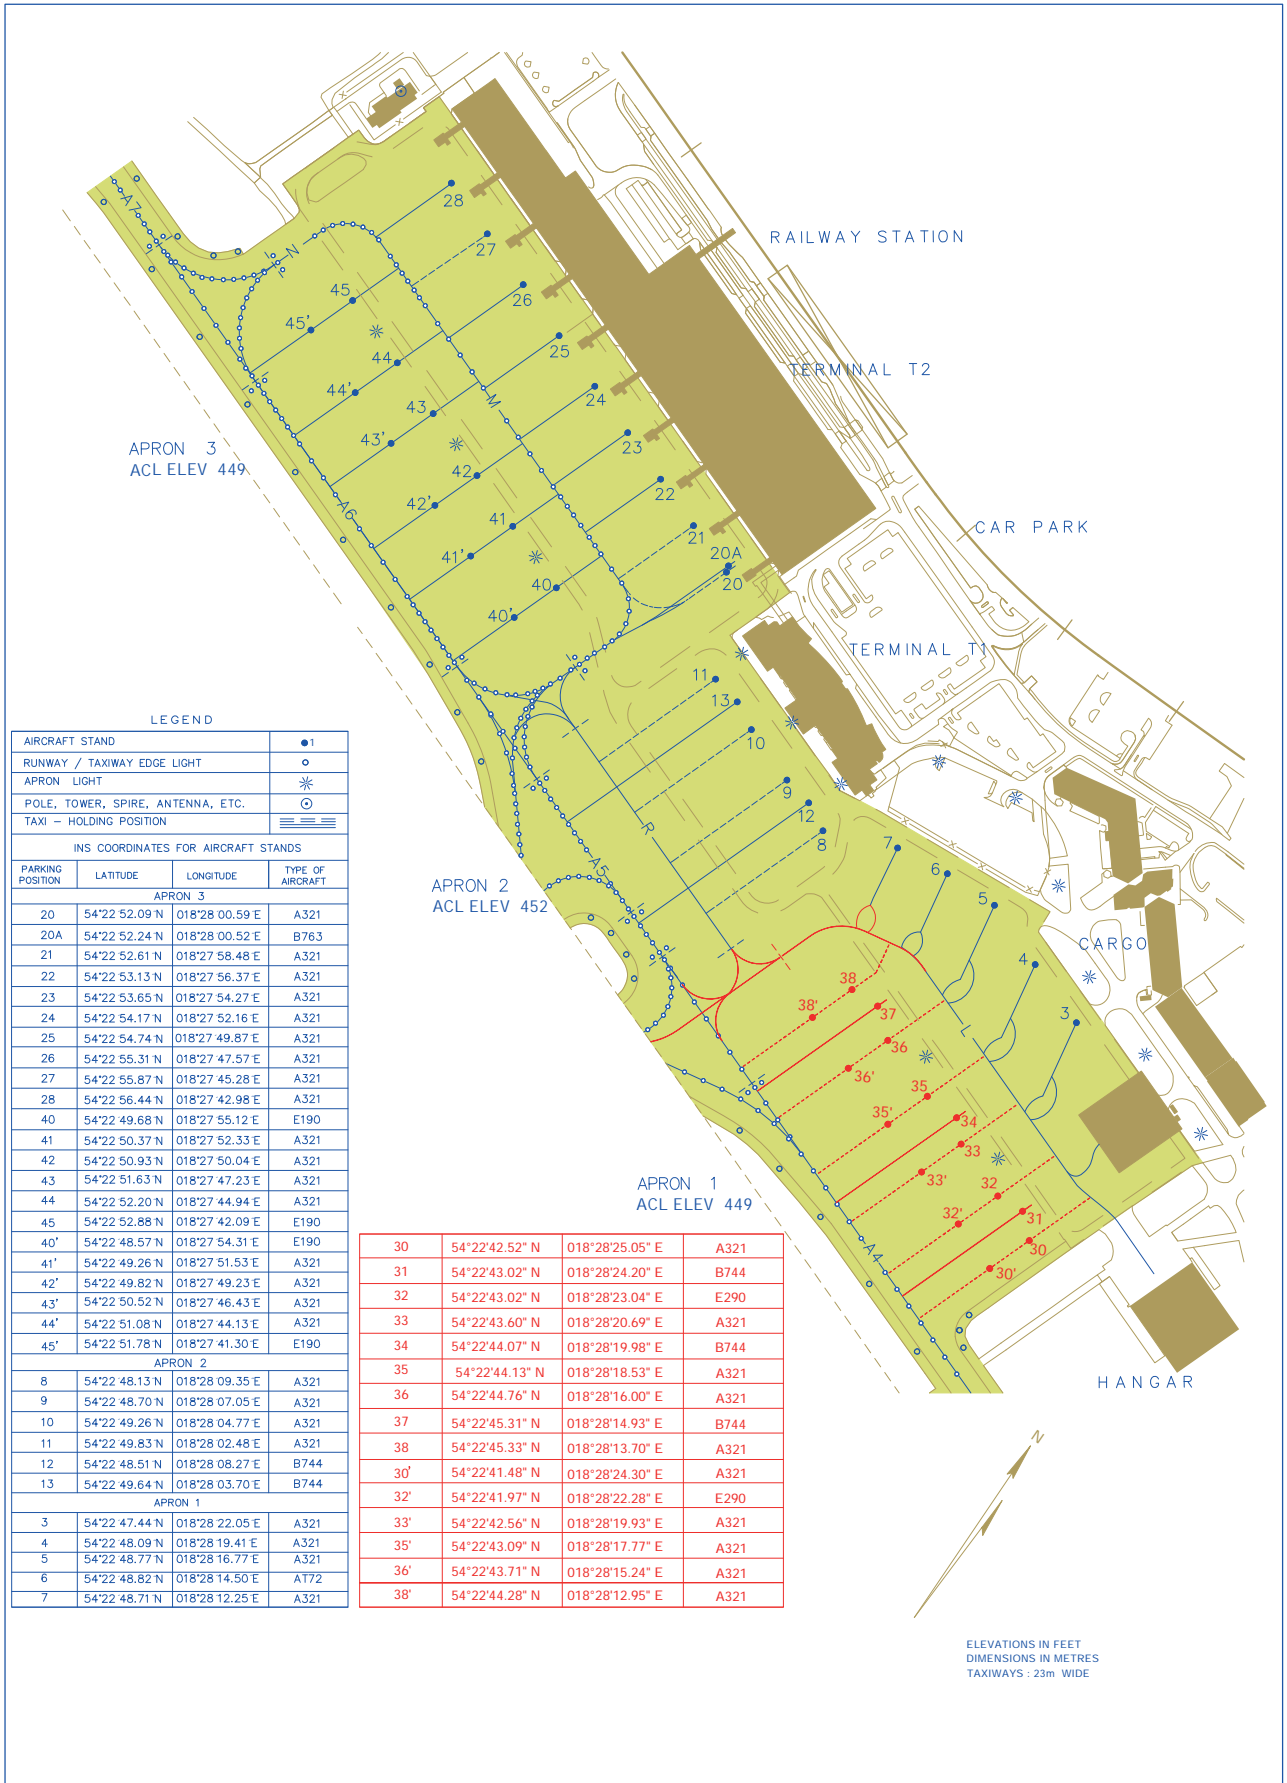 A7
N
28
27
26
25
24
23
22
21
20A
20
45
45'
44
44'
43
43'
42
42'
41
41'
40
40'
M
A6
RAILWAY STATION
TERMINAL T2
CAR PARK
TERMINAL T1
APRON 3
ACL ELEV 449
11
13
10
9
12
8
R
A5
7
6
5
4
3
L
CARGO
APRON 2
ACL ELEV 452
38
38'
37
36
36'
35
35'
34
33
33'
32
32'
31
30
30'
A4
APRON 1
ACL ELEV 449
HANGAR
N
LEGEND
AIRCRAFT STAND 1
RUNWAY / TAXIWAY EDGE LIGHT
APRON LIGHT
POLE, TOWER, SPIRE, ANTENNA, ETC.
TAXI – HOLDING POSITION
INS COORDINATES FOR AIRCRAFT STANDS
PARKING POSITION LATITUDE LONGITUDE TYPE OF AIRCRAFT
APRON 3
20 54°22'52.09"N 018°28'00.59"E A321
20A 54°22'52.24"N 018°28'00.52"E B763
21 54°22'52.61"N 018°27'58.48"E A321
22 54°22'53.13"N 018°27'56.37"E A321
23 54°22'53.65"N 018°27'54.27"E A321
24 54°22'54.17"N 018°27'52.16"E A321
25 54°22'54.74"N 018°27'49.87"E A321
26 54°22'55.31"N 018°27'47.57"E A321
27 54°22'55.87"N 018°27'45.28"E A321
28 54°22'56.44"N 018°27'42.98"E A321
40 54°22'49.68"N 018°27'55.12"E E190
41 54°22'50.37"N 018°27'52.33"E A321
42 54°22'50.93"N 018°27'50.04"E A321
43 54°22'51.63"N 018°27'47.23"E A321
44 54°22'52.20"N 018°27'44.94"E A321
45 54°22'52.88"N 018°27'42.09"E E190
40' 54°22'48.57"N 018°27'54.31"E E190
41' 54°22'49.26"N 018°27'51.53"E A321
42' 54°22'49.82"N 018°27'49.23"E A321
43' 54°22'50.52"N 018°27'46.43"E A321
44' 54°22'51.08"N 018°27'44.13"E A321
45' 54°22'51.78"N 018°27'41.30"E E190
APRON 2
8 54°22'48.13"N 018°28'09.35"E A321
9 54°22'48.70"N 018°28'07.05"E A321
10 54°22'49.26"N 018°28'04.77"E A321
11 54°22'49.83"N 018°28'02.48"E A321
12 54°22'48.51"N 018°28'08.27"E B744
13 54°22'49.64"N 018°28'03.70"E B744
APRON 1
3 54°22'47.44"N 018°28'22.05"E A321
4 54°22'48.09"N 018°28'19.41"E A321
5 54°22'48.77"N 018°28'16.77"E A321
6 54°22'48.82"N 018°28'14.50"E AT72
7 54°22'48.71"N 018°28'12.25"E A321
30 54°22'42.52" N 018°28'25.05" E A321
31 54°22'43.02" N 018°28'24.20" E B744
32 54°22'43.02" N 018°28'23.04" E E290
33 54°22'43.60" N 018°28'20.69" E A321
34 54°22'44.07" N 018°28'19.98" E B744
35 54°22'44.13" N 018°28'18.53" E A321
36 54°22'44.76" N 018°28'16.00" E A321
37 54°22'45.31" N 018°28'14.93" E B744
38 54°22'45.33" N 018°28'13.70" E A321
30' 54°22'41.48" N 018°28'24.30" E A321
32' 54°22'41.97" N 018°28'22.28" E E290
33' 54°22'42.56" N 018°28'19.93" E A321
35' 54°22'43.09" N 018°28'17.77" E A321
36' 54°22'43.71" N 018°28'15.24" E A321
38' 54°22'44.28" N 018°28'12.95" E A321
ELEVATIONS IN FEET
DIMENSIONS IN METRES
TAXIWAYS : 23m WIDE